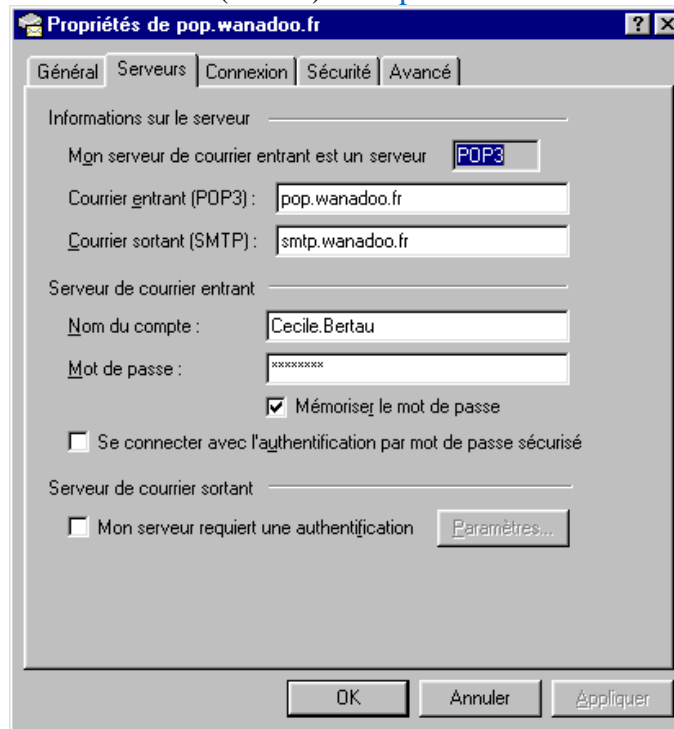 Propriétés de pop.wanadoo.fr
Général Serveurs Connexion Sécurité Avancé
Informations sur le serveur
Mon serveur de courrier entrant est un serveur POP3
Courrier entrant (POP3) : pop.wanadoo.fr
Courrier sortant (SMTP) : smtp.wanadoo.fr
Serveur de courrier entrant
Nom du compte : Cecile.Bertau
Mot de passe : ********
Mémoriser le mot de passe
Se connecter avec l'authentification par mot de passe sécurisé
Serveur de courrier sortant
Mon serveur requiert une authentification Paramètres...
OK Annuler Appliquer